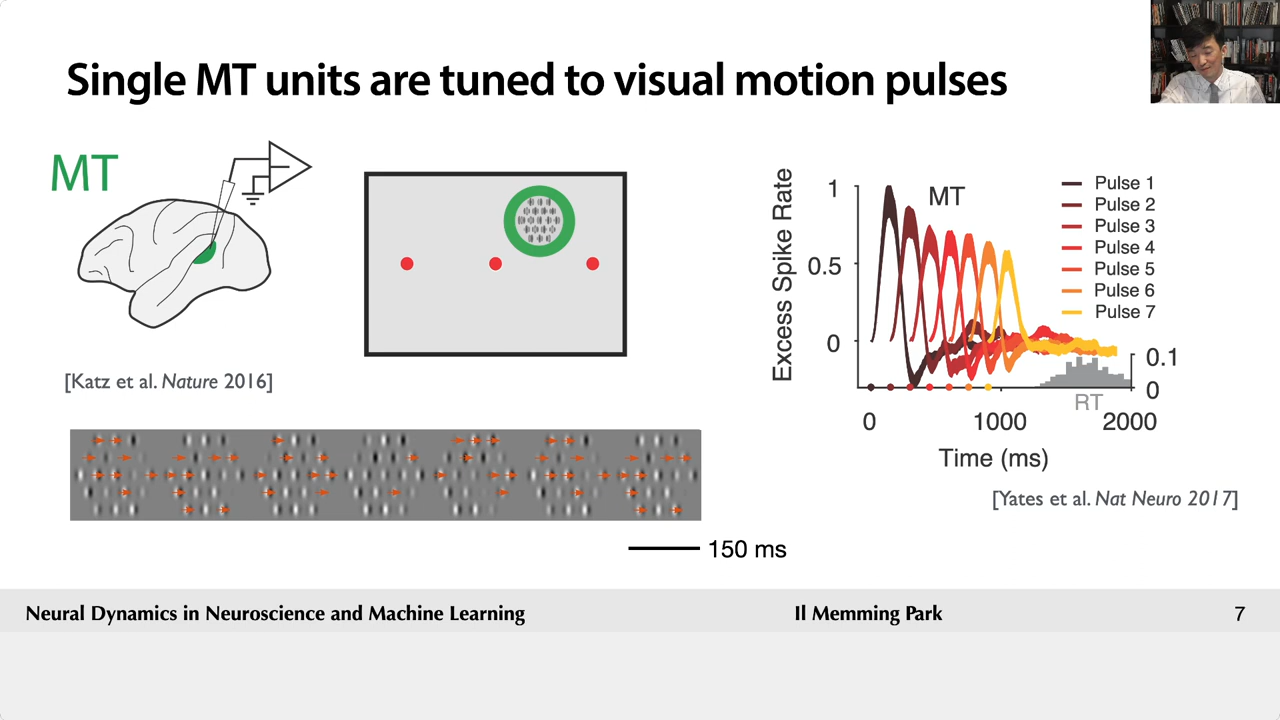 Single MT units are tuned to visual motion pulses
MT
[Katz et al. Nature 2016]
150 ms
Excess Spike Rate
1
0.5
0
MT
Pulse 1
Pulse 2
Pulse 3
Pulse 4
Pulse 5
Pulse 6
Pulse 7
0.1
0
RT
0
1000
2000
Time (ms)
[Yates et al. Nat Neuro 2017]
Neural Dynamics in Neuroscience and Machine Learning
Il Memming Park
7